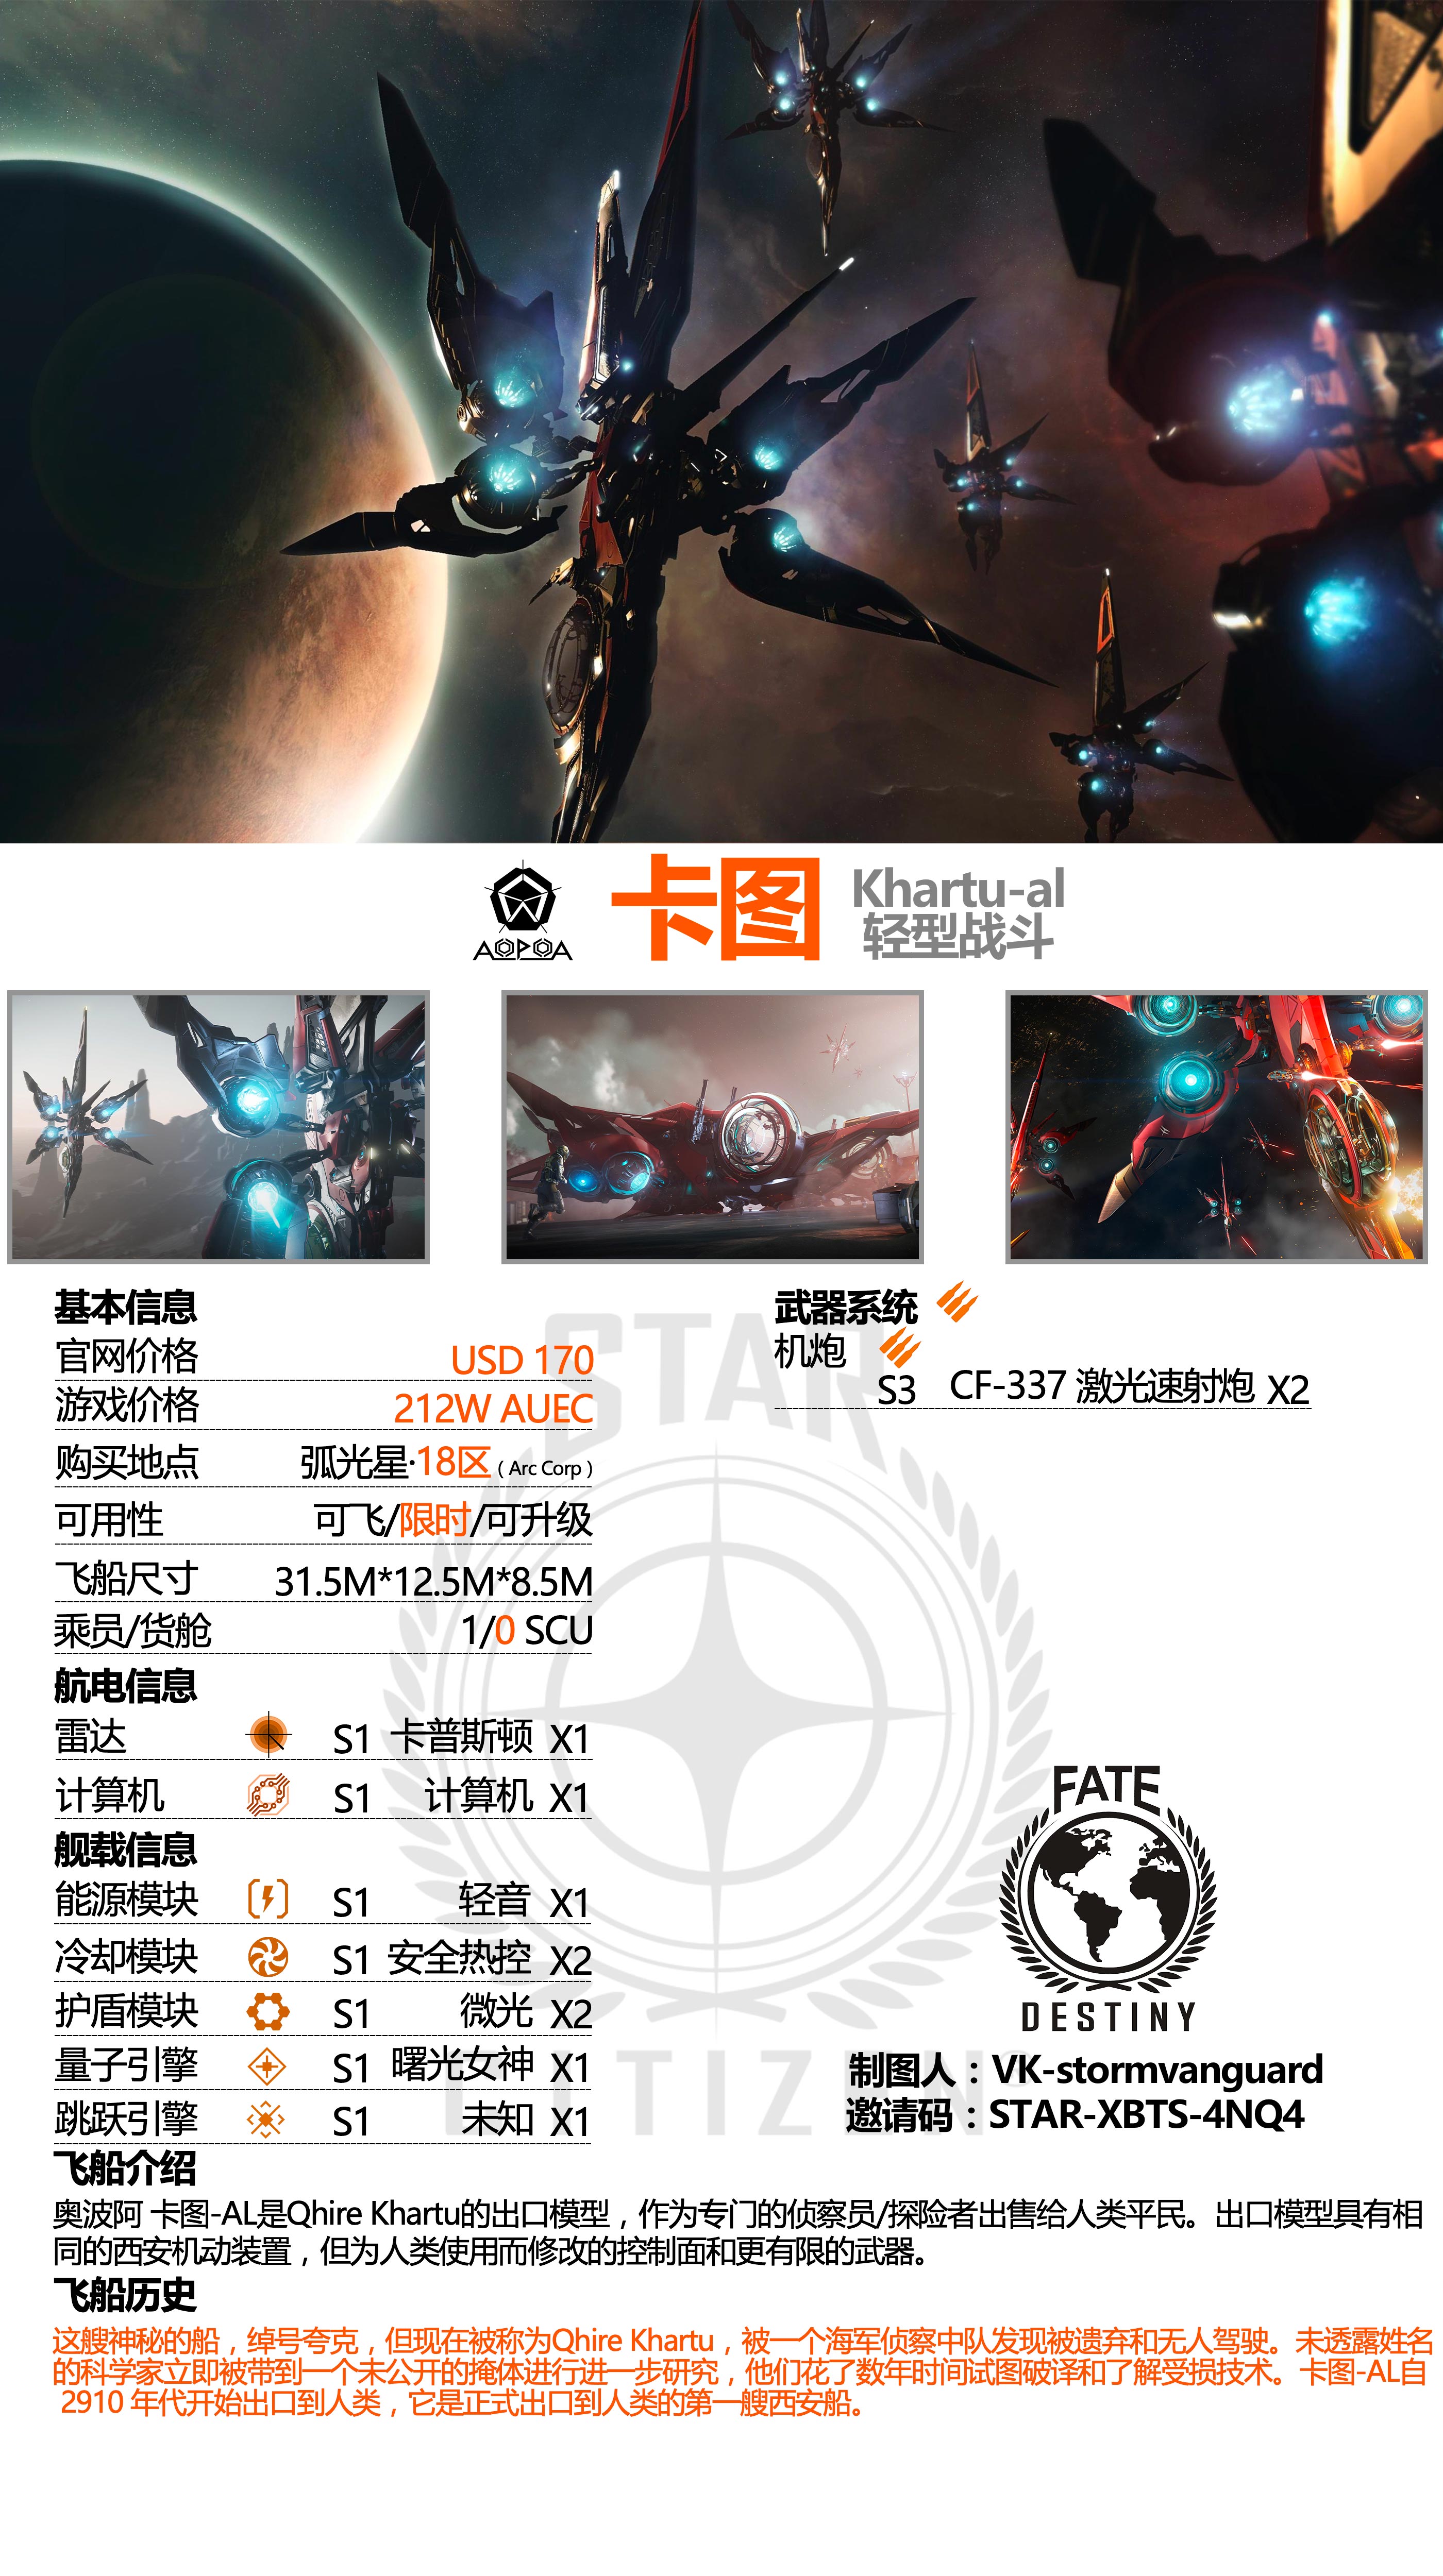 AOPOA
卡图
Khartu-al
轻型战斗
基本信息
官网价格 USD 170
游戏价格 212W AUEC
购买地点 弧光星·18区 ( Arc Corp )
可用性 可飞/限时/可升级
飞船尺寸 31.5M*12.5M*8.5M
乘员/货舱 1/0 SCU
航电信息
雷达 S1 卡普斯顿 X1
计算机 S1 计算机 X1
舰载信息
能源模块 S1 轻音 X1
冷却模块 S1 安全热控 X2
护盾模块 S1 微光 X2
量子引擎 S1 曙光女神 X1
跳跃引擎 S1 未知 X1
武器系统
机炮
S3 CF-337 激光速射炮 X2
STAR
CITIZEN
FATE
DESTINY
制图人：VK-stormvanguard
邀请码：STAR-XBTS-4NQ4
飞船介绍
奥波阿 卡图-AL是Qhire Khartu的出口模型，作为专门的侦察员/探险者出售给人类平民。出口模型具有相
同的西安机动装置，但为人类使用而修改的控制面和更有限的武器。
飞船历史
这艘神秘的船，绰号夸克，但现在被称为Qhire Khartu，被一个海军侦察中队发现被遗弃和无人驾驶。未透露姓名
的科学家立即被带到一个未公开的掩体进行进一步研究，他们花了数年时间试图破译和了解受损技术。卡图-AL自
2910 年代开始出口到人类，它是正式出口到人类的第一艘西安船。